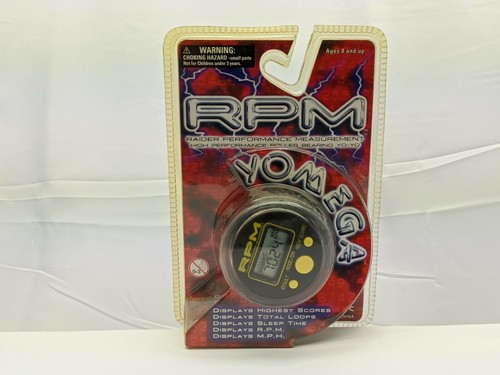 WARNING:
CHOKING HAZARD -small parts
Not for Children under 3 years.
Ages 8 and up
RPM
RAIDER PERFORMANCE MEASUREMENT
HIGH PERFORMANCE ROLLER BEARING YO-YO
YOMEGA
RPM
7024
DISPLAYS HIGHEST SCORES
DISPLAYS TOTAL LOOPS
DISPLAYS SLEEP TIME
DISPLAYS R.P.M.
DISPLAYS M.P.H.